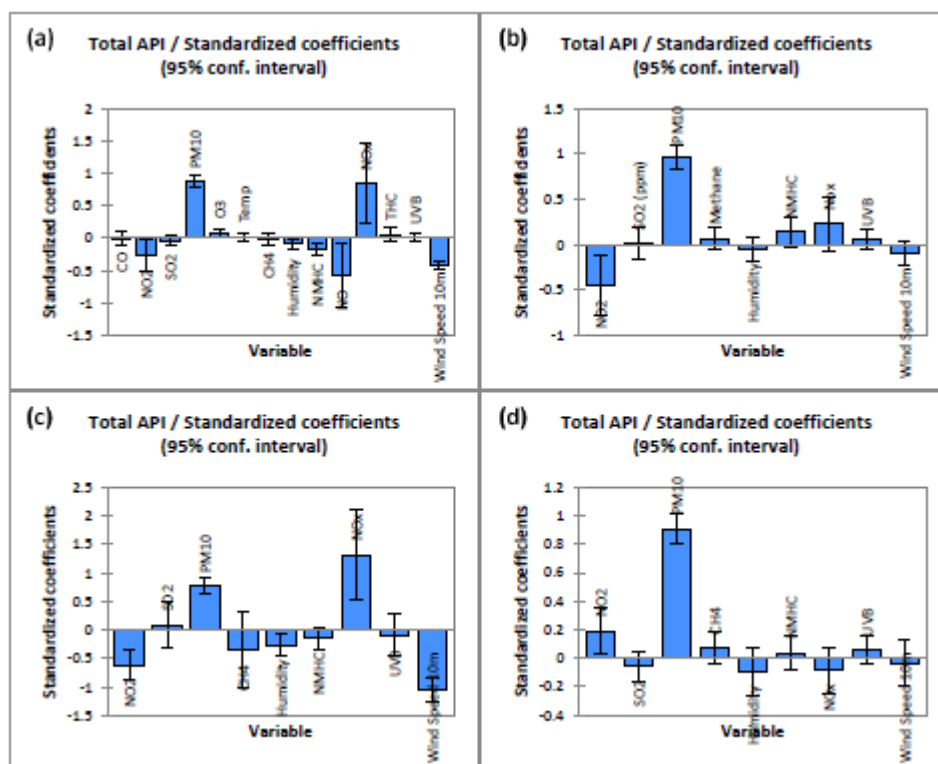 (a)
Total API / Standardized coefficients
(95% conf. interval)
Standardized coefficients
2
1.5
1
0.5
0
-0.5
-1
-1.5
CO
NO2
SO2
PM10
O3
Temp
CH4
Humidity
NMHC
NO
NOx
THC
UVB
Wind Speed 10m
Variable
(b)
Total API / Standardized coefficients
(95% conf. interval)
Standardized coefficients
1.5
1
0.5
0
-0.5
-1
NO2
SO2 (ppm)
PM10
Methane
Humidity
NMHC
Nox
UVB
Wind Speed 10m
Variable
(c)
Total API / Standardized coefficients
(95% conf. interval)
Standardized coefficients
2.5
2
1.5
1
0.5
0
-0.5
-1
-1.5
NO2
SO2
PM10
CH4
Humidity
NMHC
NOx
UVB
Wind Speed 10m
Variable
(d)
Total API / Standardized coefficients
(95% conf. interval)
Standardized coefficients
1.2
1
0.8
0.6
0.4
0.2
0
-0.2
-0.4
NO2
SO2
PM10
CH4
Humidity
NMHC
NOx
UVB
Wind Speed 10m
Variable